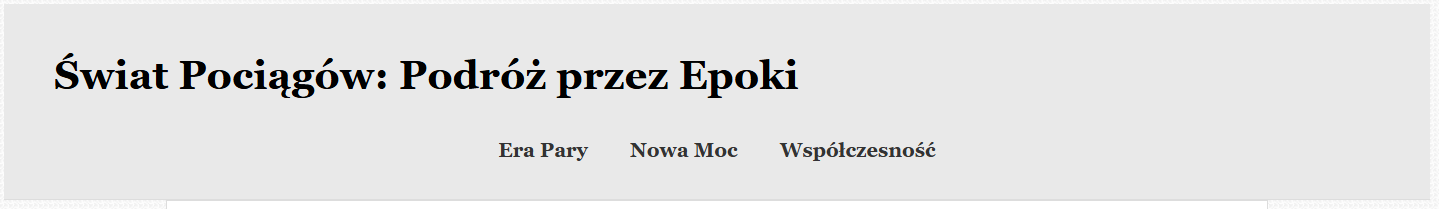 Świat Pociągów: Podróż przez Epoki
Era Pary Nowa Moc Współczesność